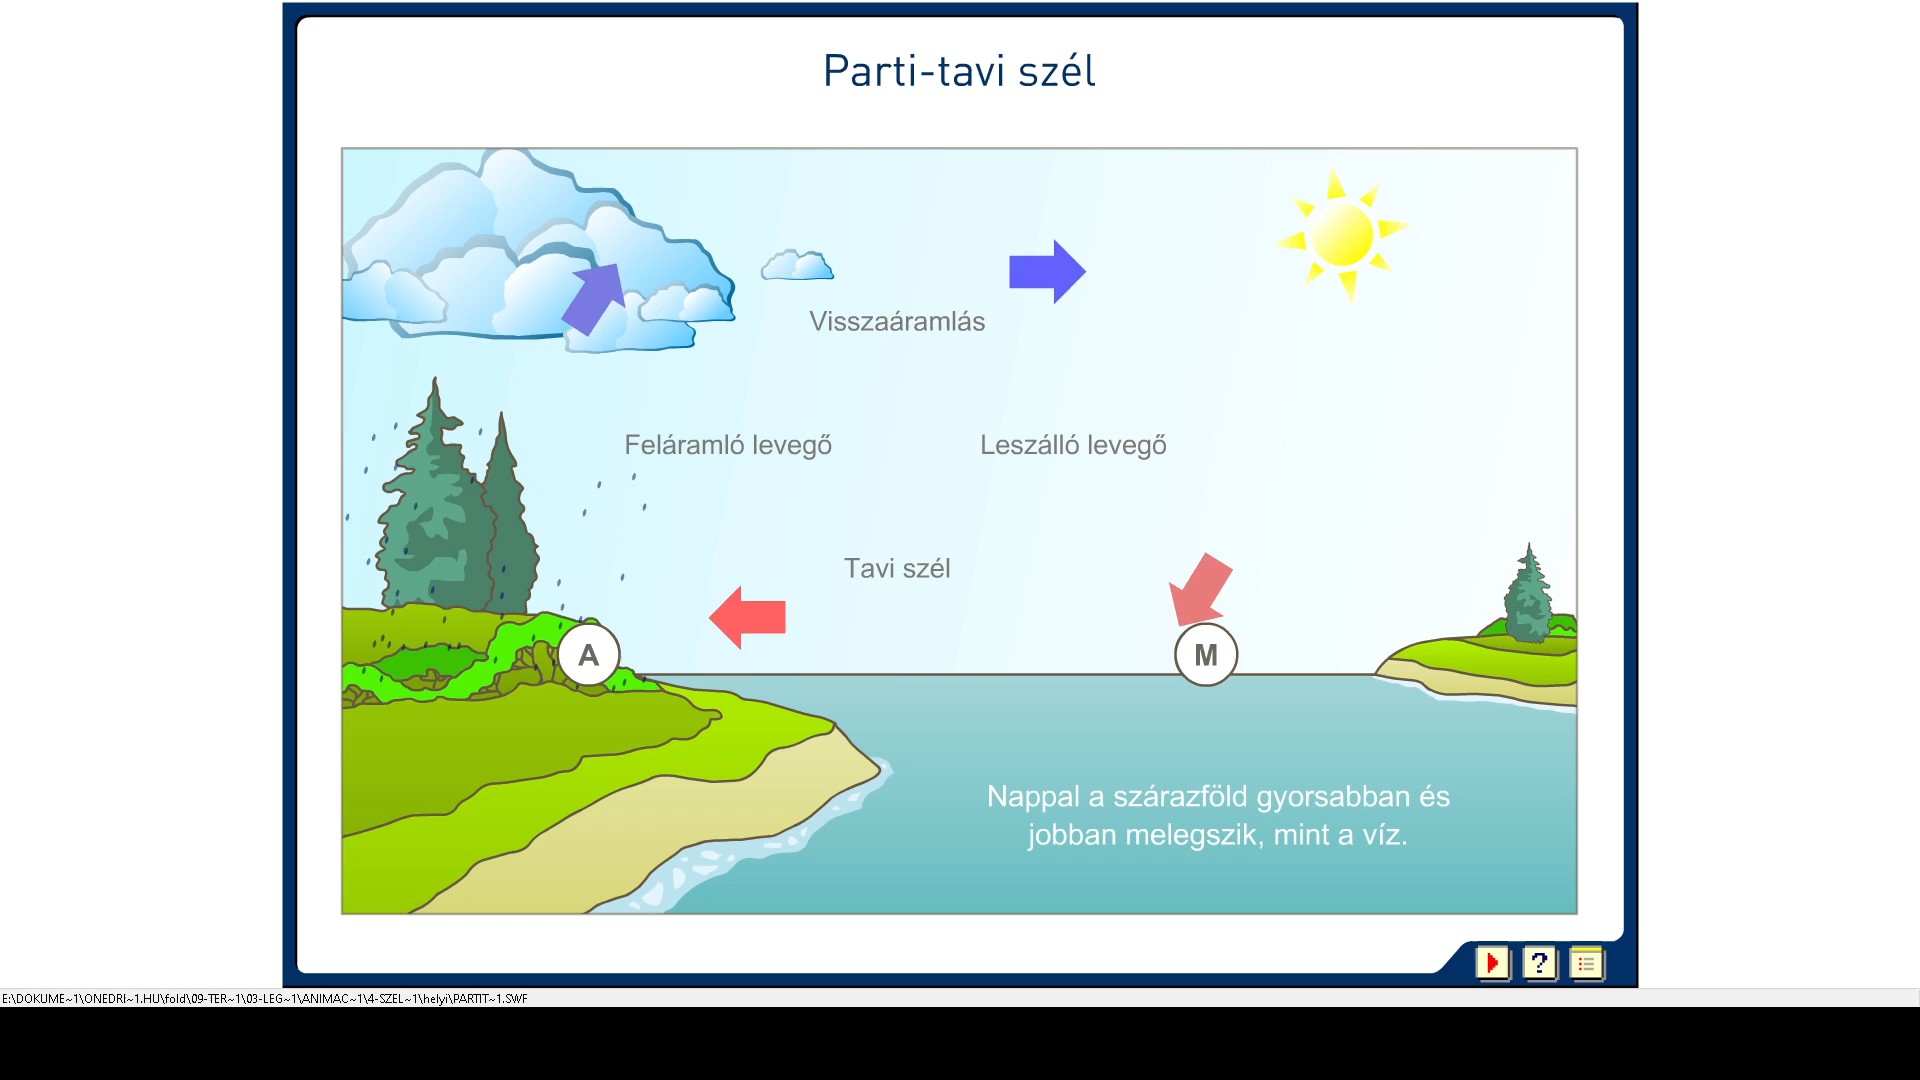 Parti-tavi szél
Visszaáramlás
Feláramló levegő
Leszálló levegő
Tavi szél
A
M
Nappal a szárazföld gyorsabban és
jobban melegszik, mint a víz.
?
E:\DOKUME~1\ONEDRI~1.HU\fold\09-TER~1\03-LEG~1\ANIMAC~1\4-SZEL~1\helyi\PARTIT~1.SWF